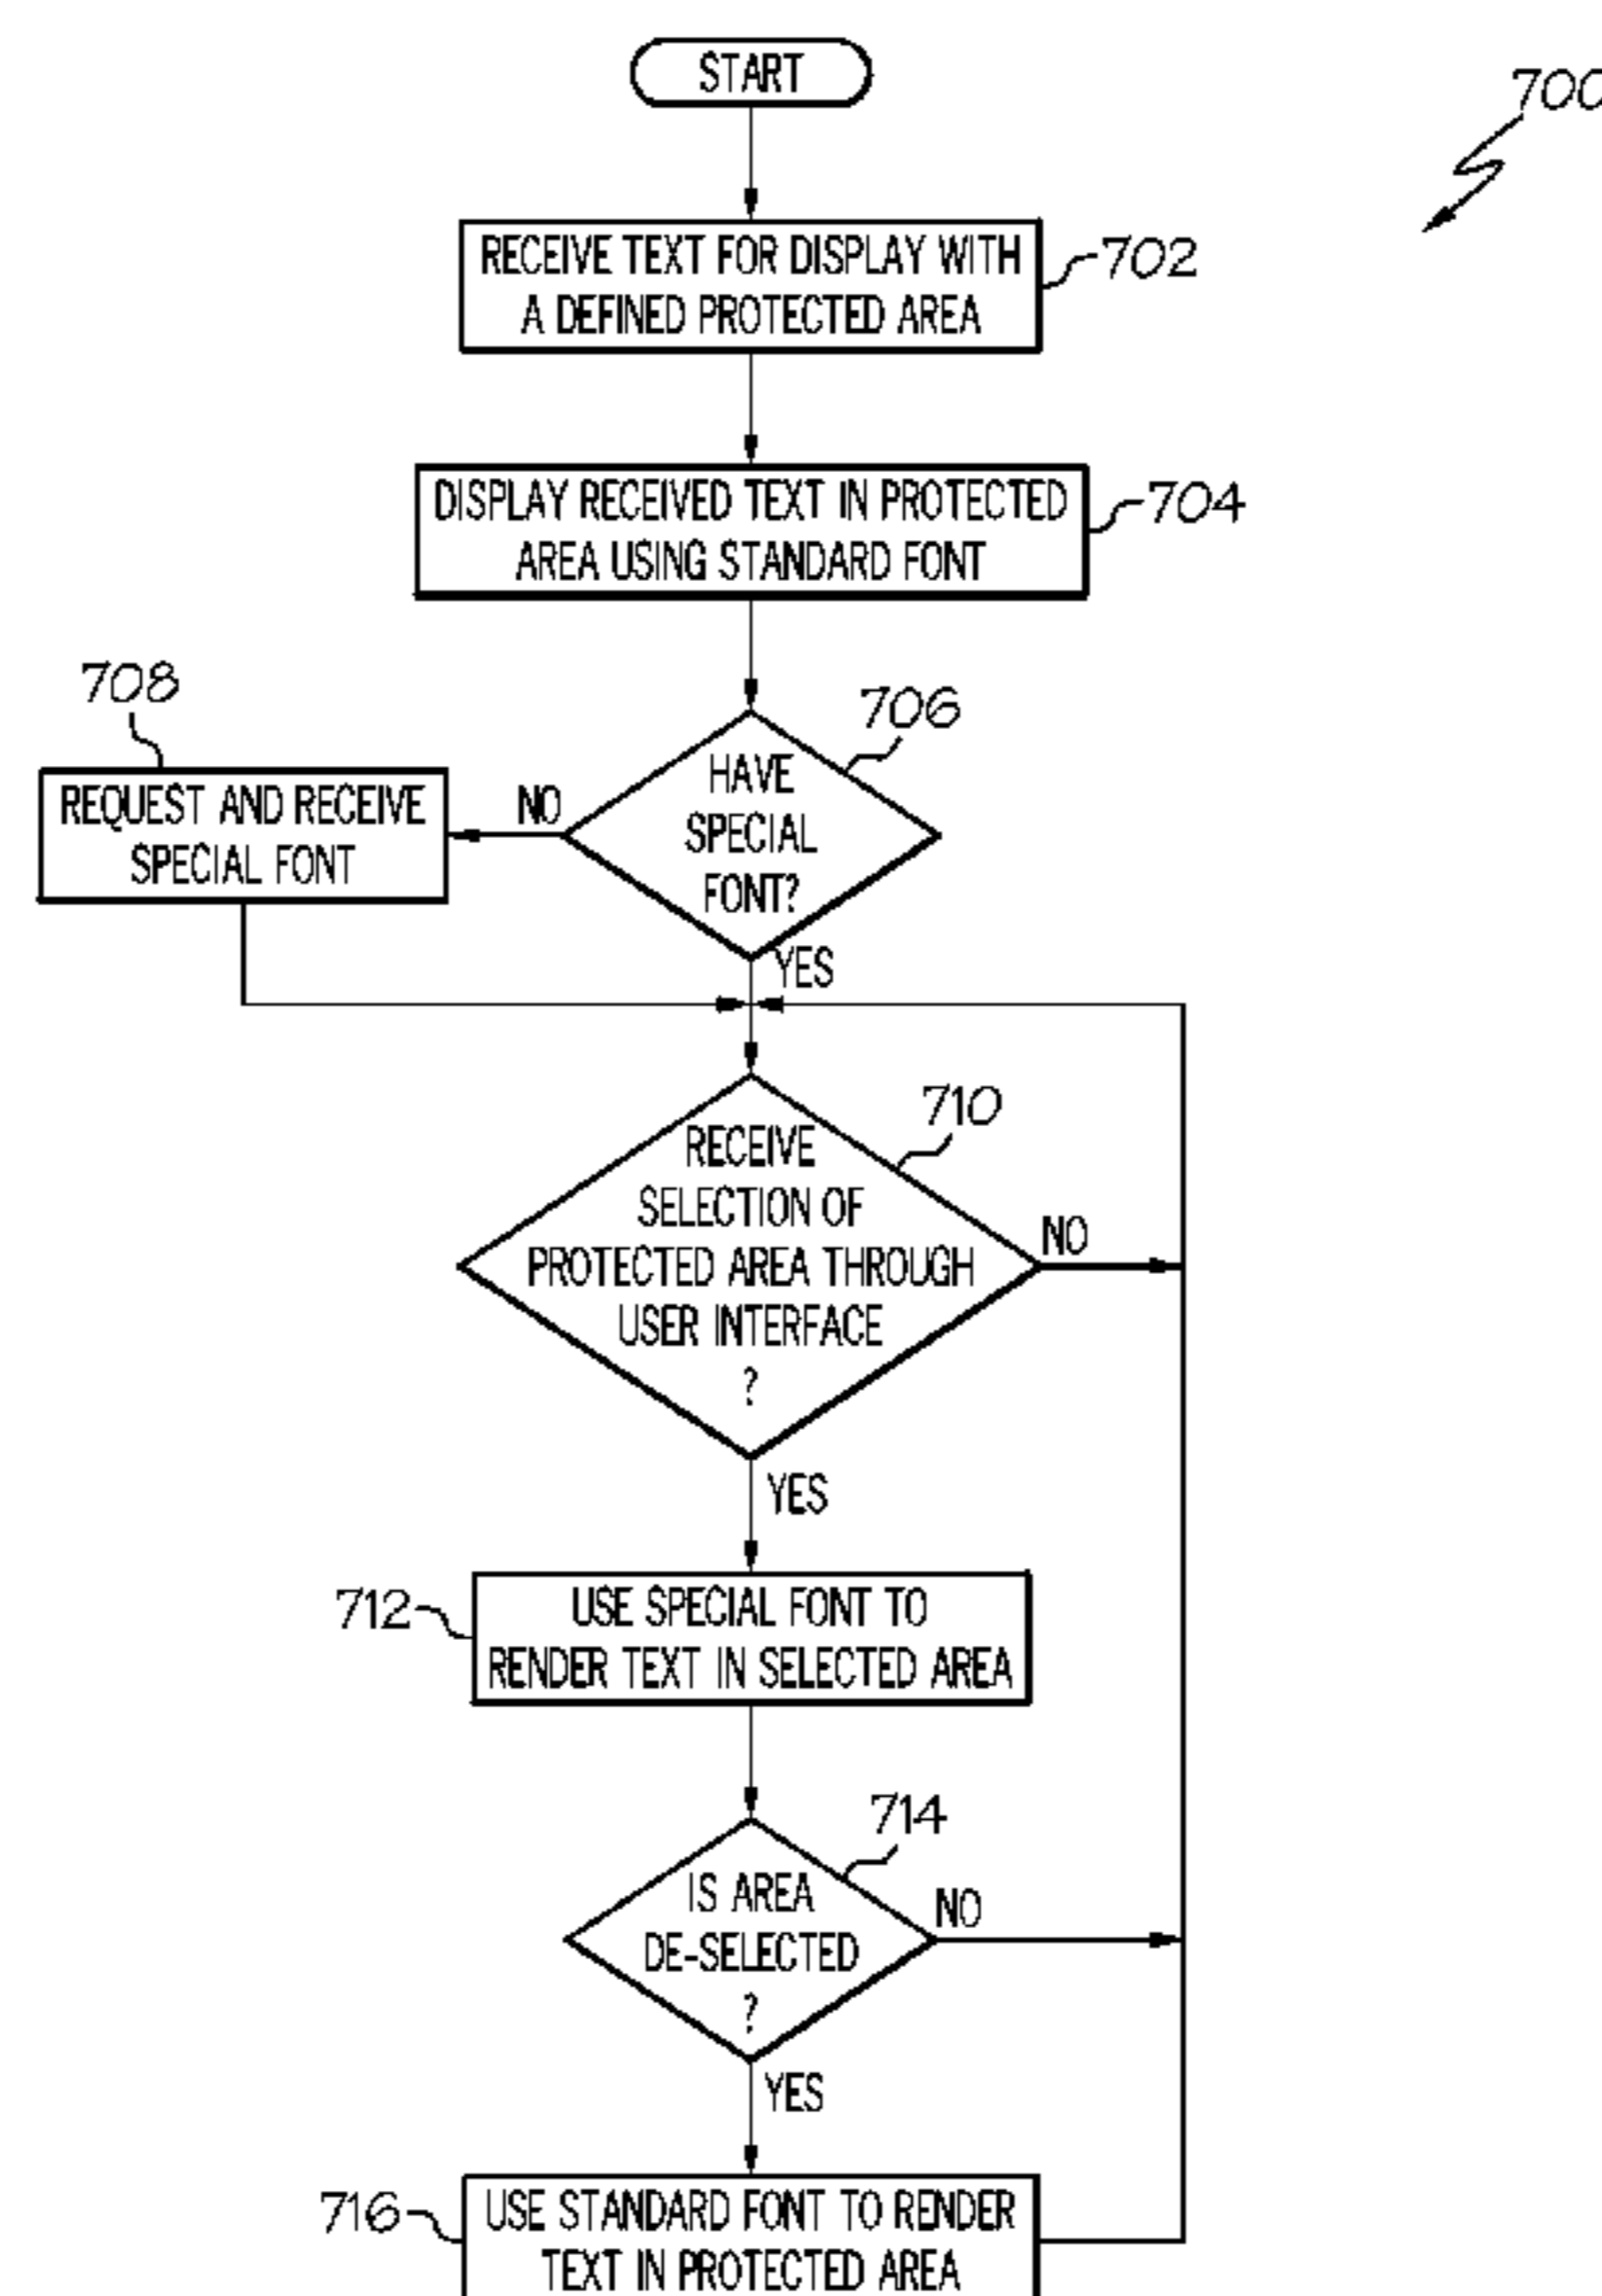 START
700
RECEIVE TEXT FOR DISPLAY WITH
A DEFINED PROTECTED AREA
702
DISPLAY RECEIVED TEXT IN PROTECTED
AREA USING STANDARD FONT
704
708
706
REQUEST AND RECEIVE
SPECIAL FONT
NO
HAVE
SPECIAL
FONT?
YES
710
RECEIVE
SELECTION OF
PROTECTED AREA THROUGH
USER INTERFACE
?
NO
YES
712
USE SPECIAL FONT TO
RENDER TEXT IN SELECTED AREA
714
IS AREA
DE-SELECTED
?
NO
YES
716
USE STANDARD FONT TO RENDER
TEXT IN PROTECTED AREA